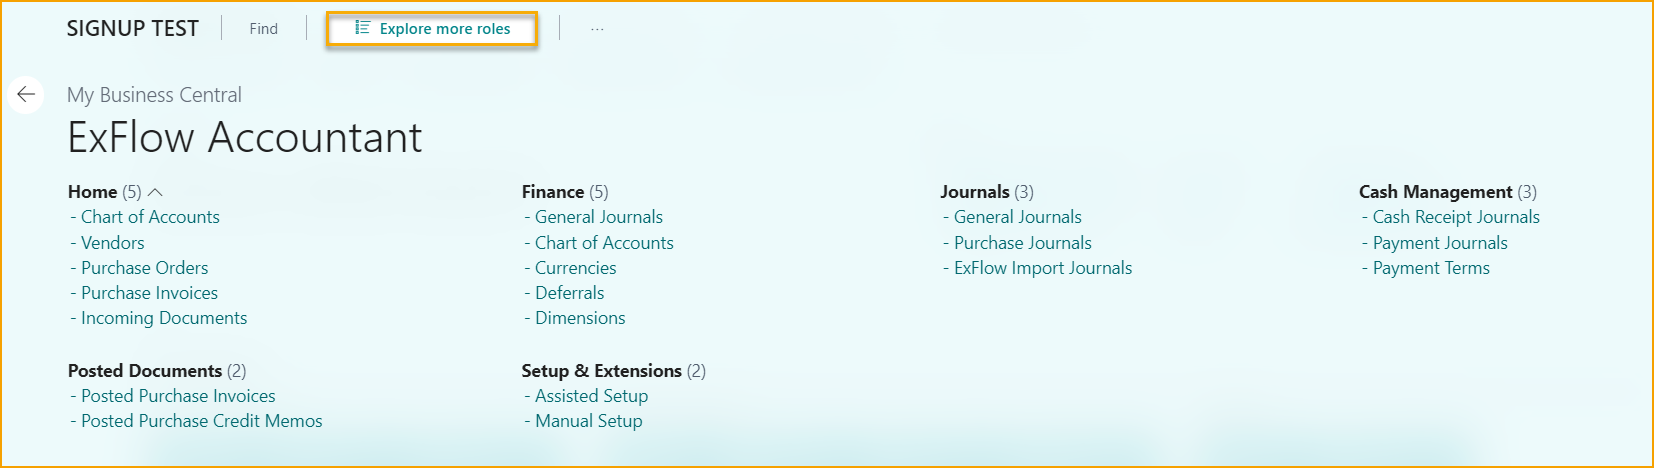 SIGNUP TEST
Find
Explore more roles
...
My Business Central
ExFlow Accountant
Home (5)
- Chart of Accounts
- Vendors
- Purchase Orders
- Purchase Invoices
- Incoming Documents
Finance (5)
- General Journals
- Chart of Accounts
- Currencies
- Deferrals
- Dimensions
Journals (3)
- General Journals
- Purchase Journals
- ExFlow Import Journals
Cash Management (3)
- Cash Receipt Journals
- Payment Journals
- Payment Terms
Posted Documents (2)
- Posted Purchase Invoices
- Posted Purchase Credit Memos
Setup & Extensions (2)
- Assisted Setup
- Manual Setup